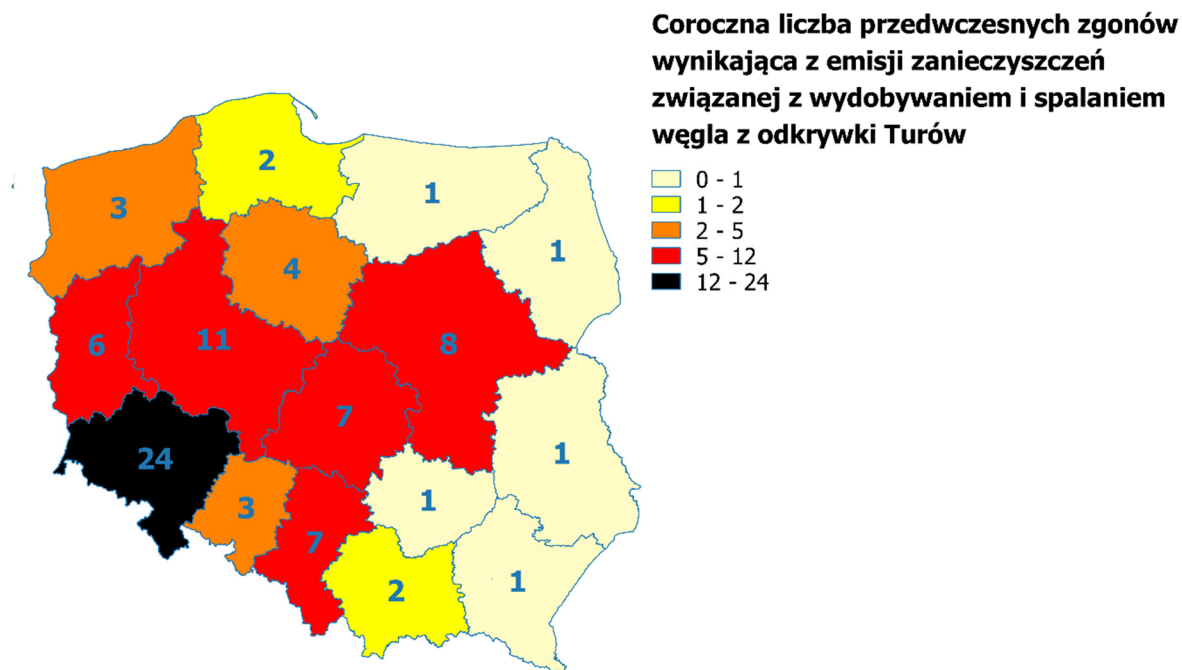 Coroczna liczba przedwczesnych zgonów
wynikająca z emisji zanieczyszczeń
związanej z wydobywaniem i spalaniem
węgla z odkrywki Turów
0 - 1
1 - 2
2 - 5
5 - 12
12 - 24
2
1
3
1
4
6
11
8
7
24
1
3
1
7
2
1